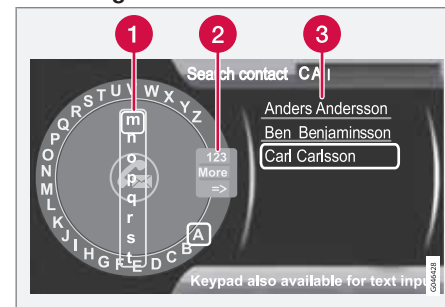 1
2
3
Search contact CA|
A B C D E F G H I J K L M N O P Q R S T U V W X Y Z
m
n
o
p
q
r
s
t
123
More
=>
Anders Andersson
Ben Benjaminsson
Carl Carlsson
Keypad also available for text inpu
G046428